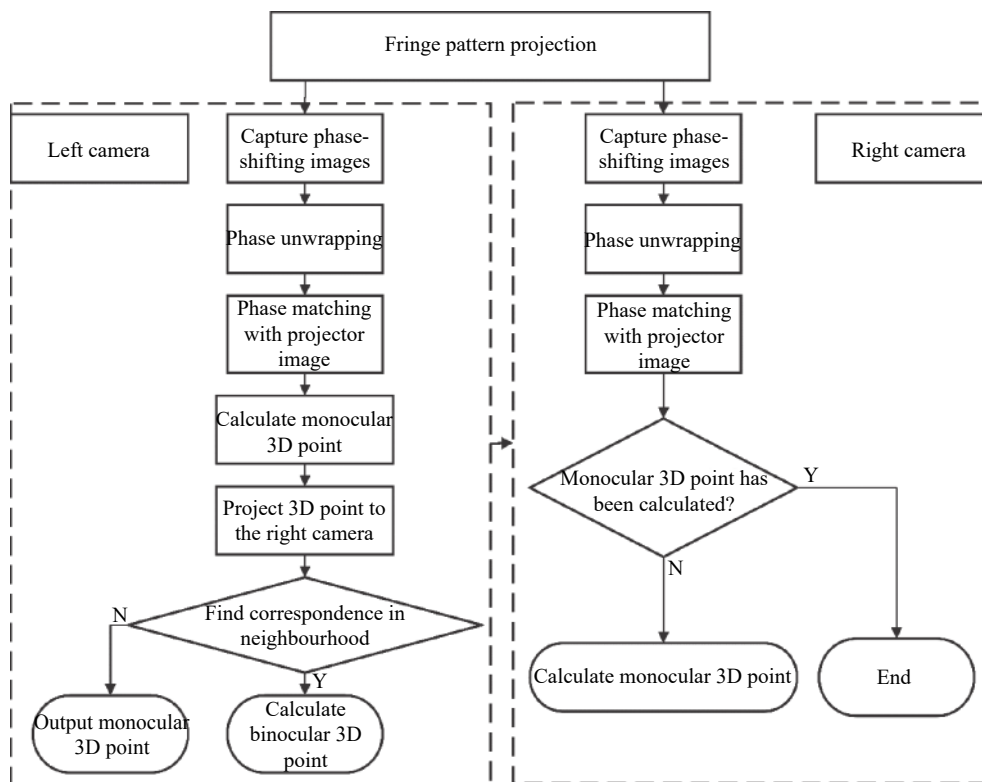 Fringe pattern projection
Left camera
Capture phase-
shifting images
Phase unwrapping
Phase matching
with projector
image
Calculate monocular
3D point
Project 3D point to
the right camera
Find correspondence in
neighbourhood
N
Y
Output monocular
3D point
Calculate
binocular 3D
point
Capture phase-
shifting images
Right camera
Phase unwrapping
Phase matching
with projector
image
Monocular 3D point has
been calculated?
Y
N
Calculate monocular 3D point
End